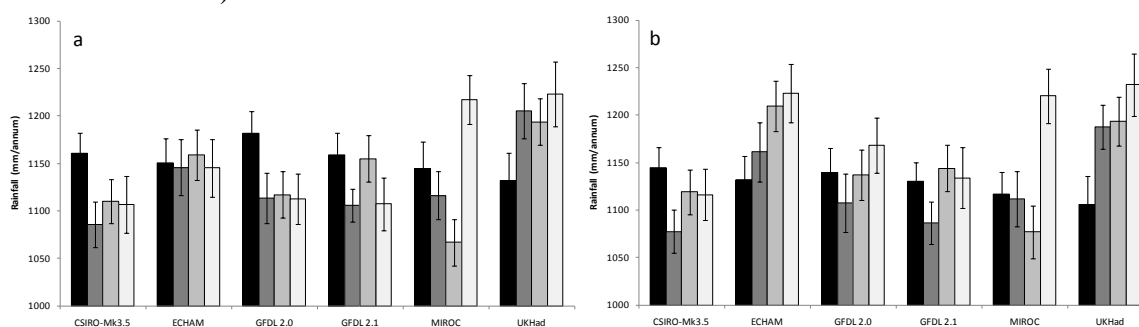 )
a
1300
1250
1200
1150
1100
1050
1000
Rainfall (mm/annum)
CSIRO-Mk3.5 ECHAM GFDL 2.0 GFDL 2.1 MIROC UKHad
b
1300
1250
1200
1150
1100
1050
1000
Rainfall (mm/annum)
CSIRO-Mk3.5 ECHAM GFDL 2.0 GFDL 2.1 MIROC UKHad